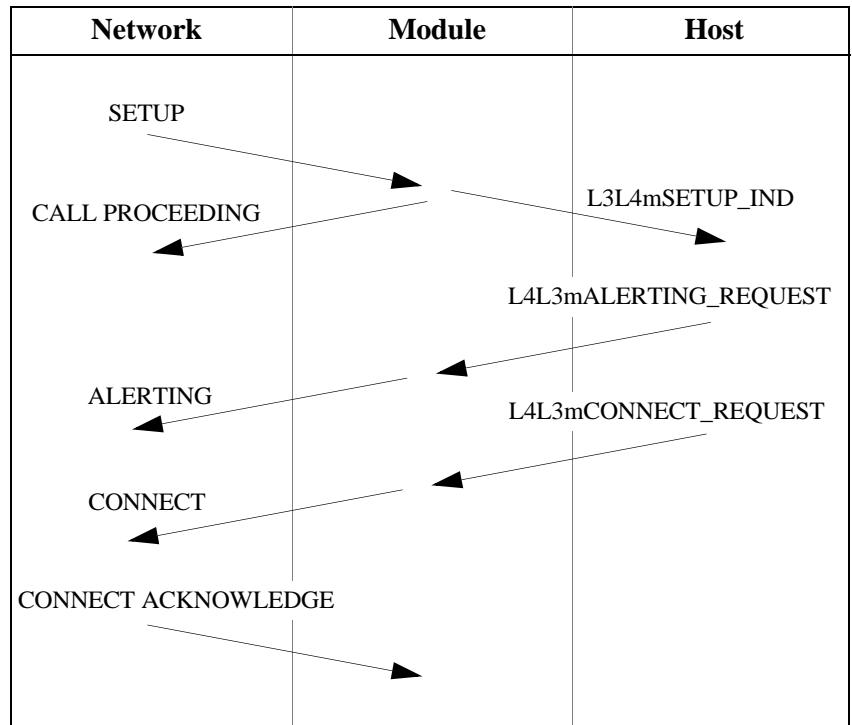 Network Module Host
SETUP
L3L4mSETUP_IND
CALL PROCEEDING
L4L3mALERTING_REQUEST
ALERTING
L4L3mCONNECT_REQUEST
CONNECT
CONNECT ACKNOWLEDGE